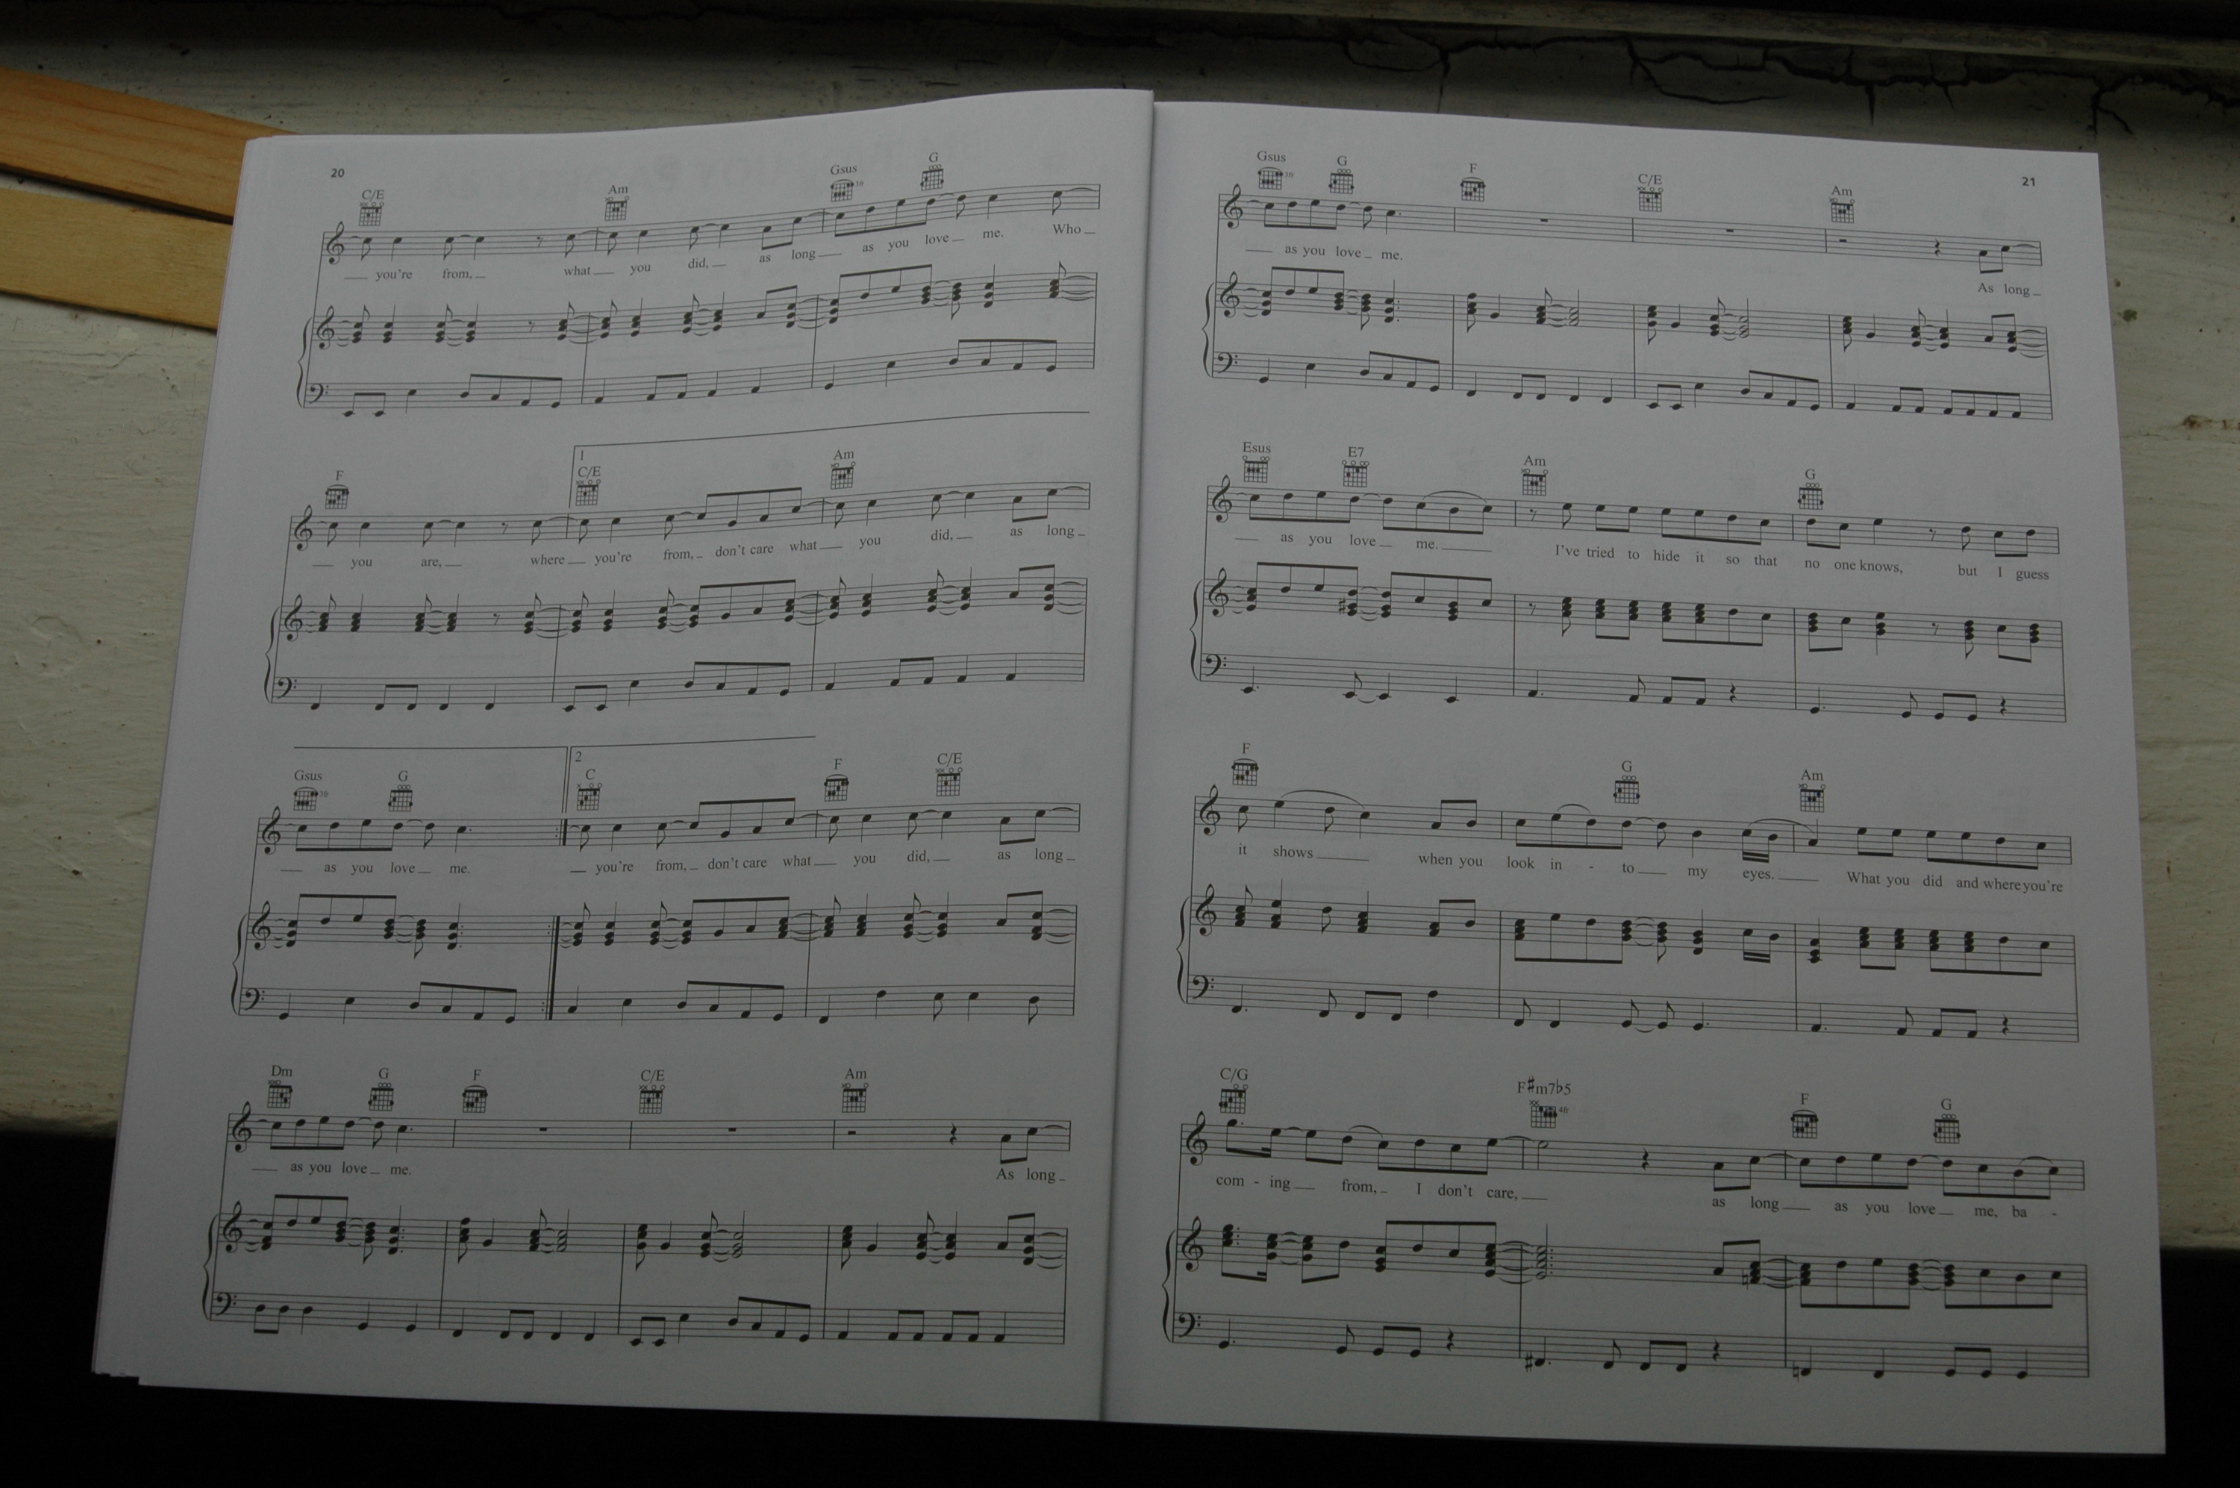 20
C/E Am Gsus G
you're from, what you did, as long as you love me. Who
F 1 C/E Am
you are, where you're from, don't care what you did, as long
Gsus G 2 C F C/E
as you love me. you're from, don't care what you did, as long
Dm G F C/E Am
as you love me. As long
21
Gsus G F C/E Am
as you love me. As long
Esus E7 Am G
as you love me. I've tried to hide it so that no one knows, but I guess
F G Am
it shows when you look in - to my eyes. What you did and where you're
C/G F#m7b5 F G
com - ing from, I don't care, as long as you love me, ba -